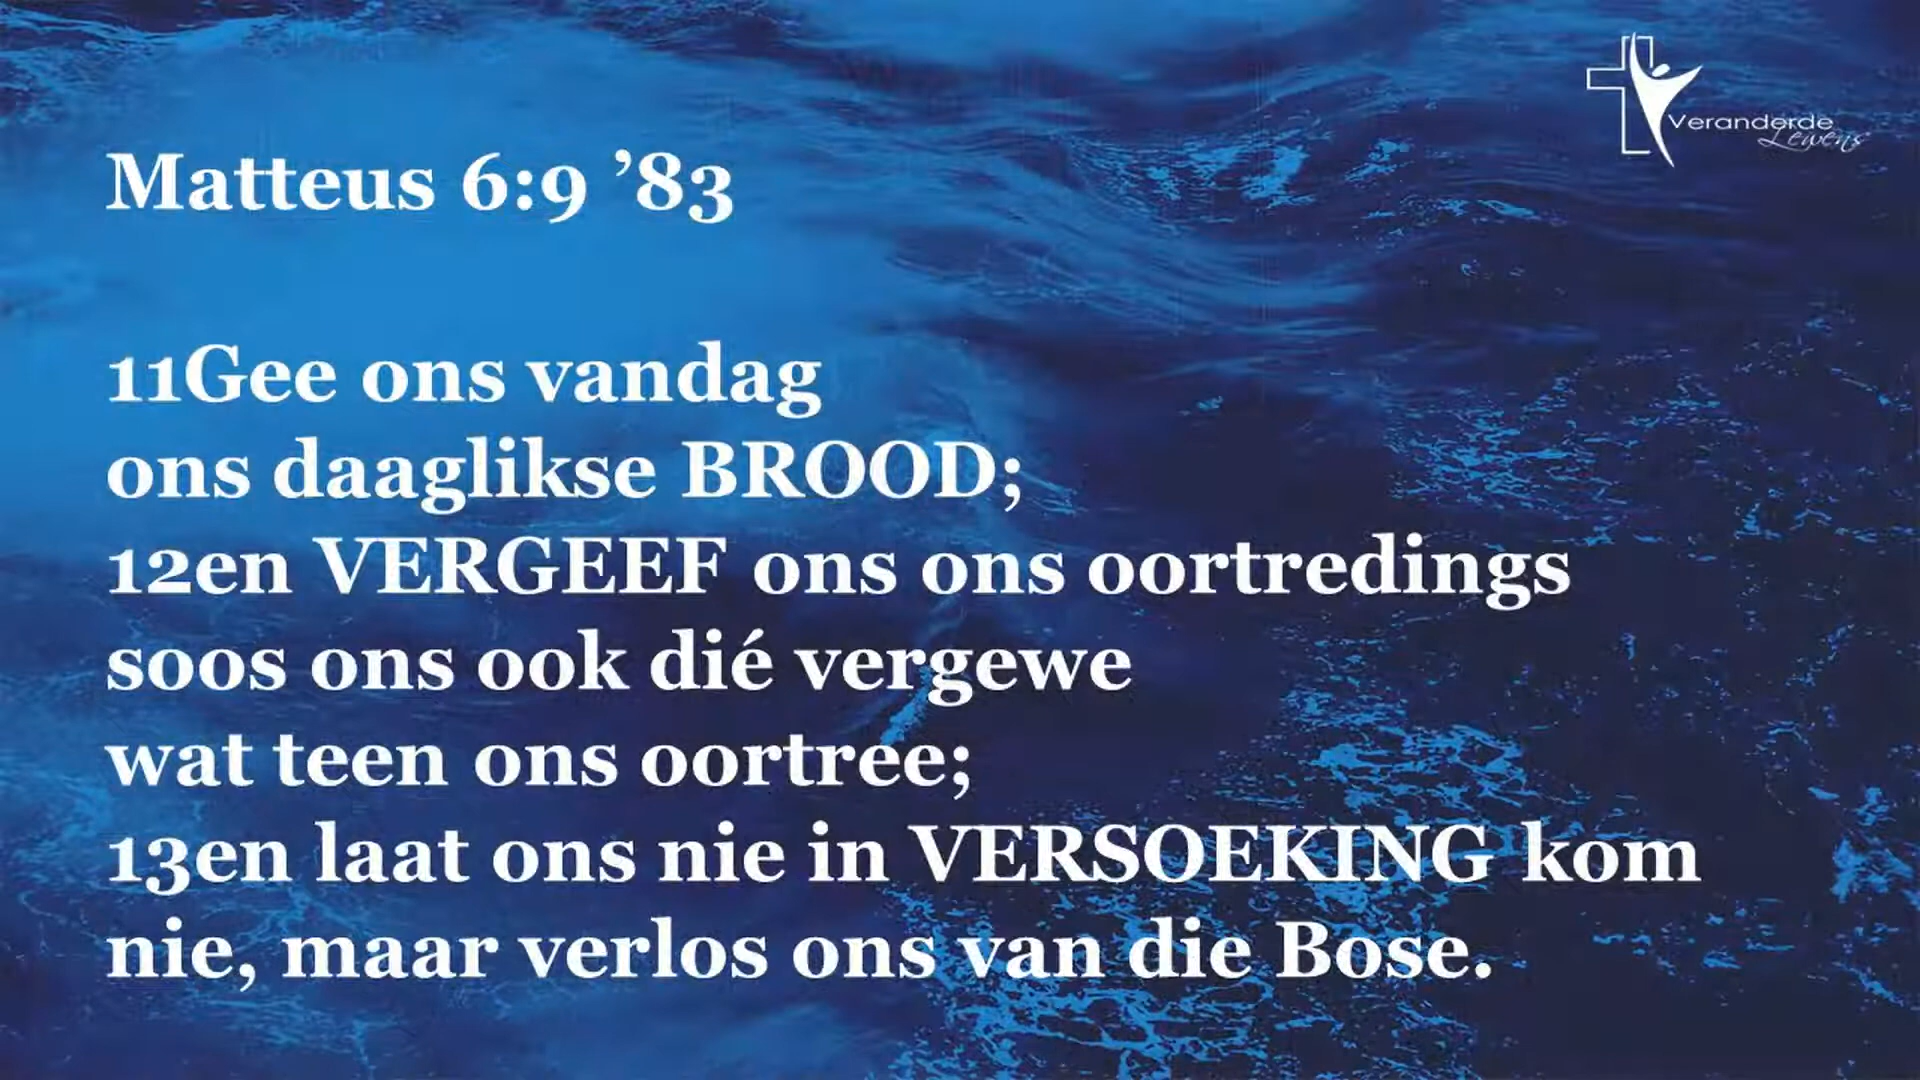 Veranderde
Lewens
Matteus 6:9 ’83
11Gee ons vandag
ons daaglikse BROOD;
12en VERGEEF ons ons oortredings
soos ons ook dié vergewe
wat teen ons oortree;
13en laat ons nie in VERSOEKING kom
nie, maar verlos ons van die Bose.